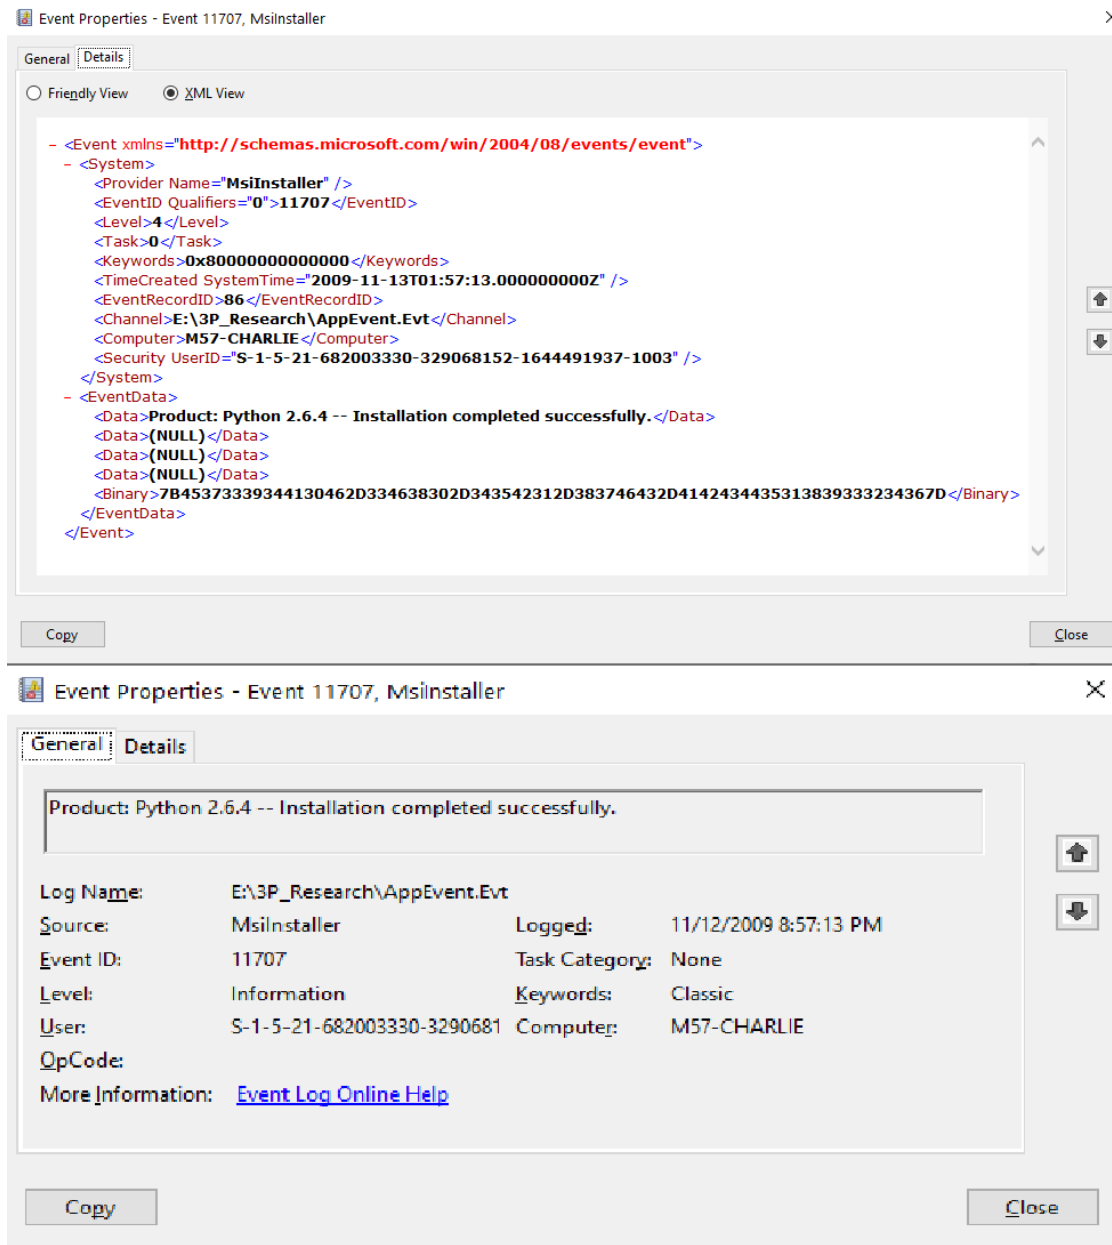 Event Properties - Event 11707, MsiInstaller
General Details
Friendly View XML View
- <Event xmlns="http://schemas.microsoft.com/win/2004/08/events/event">
- <System>
<Provider Name="MsiInstaller" />
<EventID Qualifiers="0">11707</EventID>
<Level>4</Level>
<Task>0</Task>
<Keywords>0x80000000000000</Keywords>
<TimeCreated SystemTime="2009-11-13T01:57:13.000000000Z" />
<EventRecordID>86</EventRecordID>
<Channel>E:\3P_Research\AppEvent.Evt</Channel>
<Computer>M57-CHARLIE</Computer>
<Security UserID="S-1-5-21-682003330-329068152-1644491937-1003" />
</System>
- <EventData>
<Data>Product: Python 2.6.4 -- Installation completed successfully.</Data>
<Data>(NULL)</Data>
<Data>(NULL)</Data>
<Data>(NULL)</Data>
<Binary>7B45373339344130462D334638302D343542312D383746432D4142434435313839333234367D</Binary>
</EventData>
</Event>
Copy Close
Event Properties - Event 11707, MsiInstaller
General Details
Product: Python 2.6.4 -- Installation completed successfully.
Log Name: E:\3P_Research\AppEvent.Evt
Source: MsiInstaller Logged: 11/12/2009 8:57:13 PM
Event ID: 11707 Task Category: None
Level: Information Keywords: Classic
User: S-1-5-21-682003330-3290681 Computer: M57-CHARLIE
OpCode:
More Information: Event Log Online Help
Copy Close